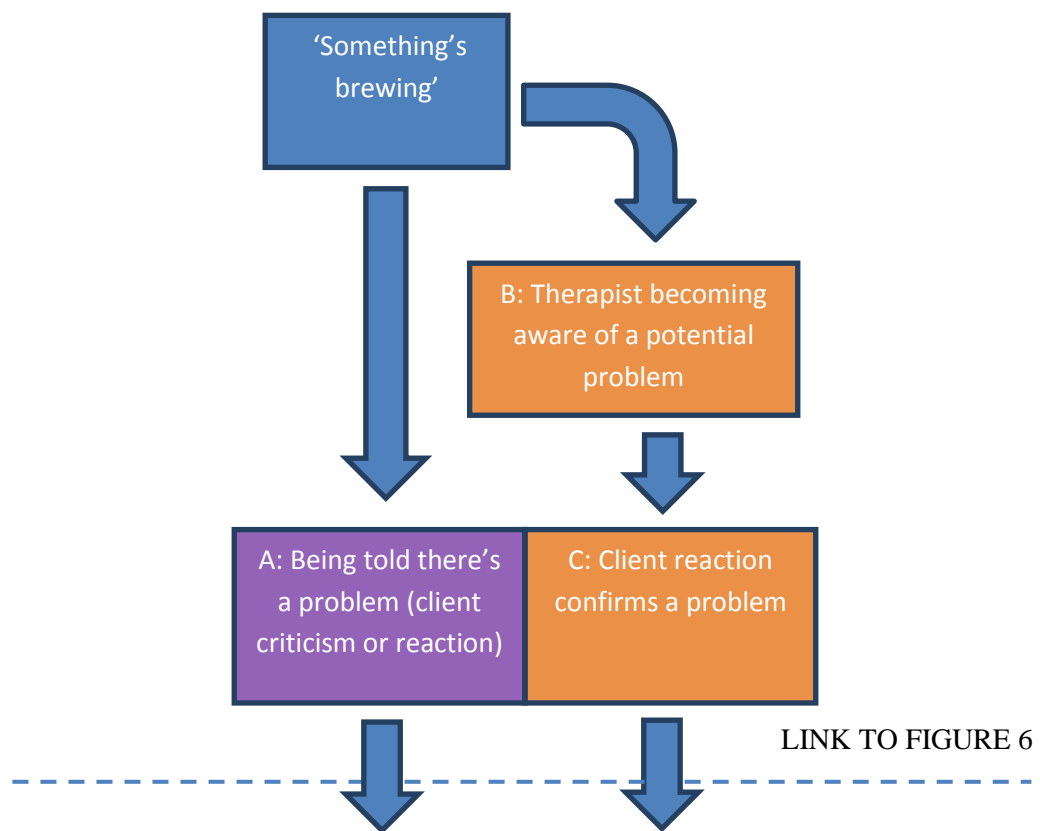 ‘Something’s
brewing’
B: Therapist becoming
aware of a potential
problem
A: Being told there’s
a problem (client
criticism or reaction)
C: Client reaction
confirms a problem
LINK TO FIGURE 6